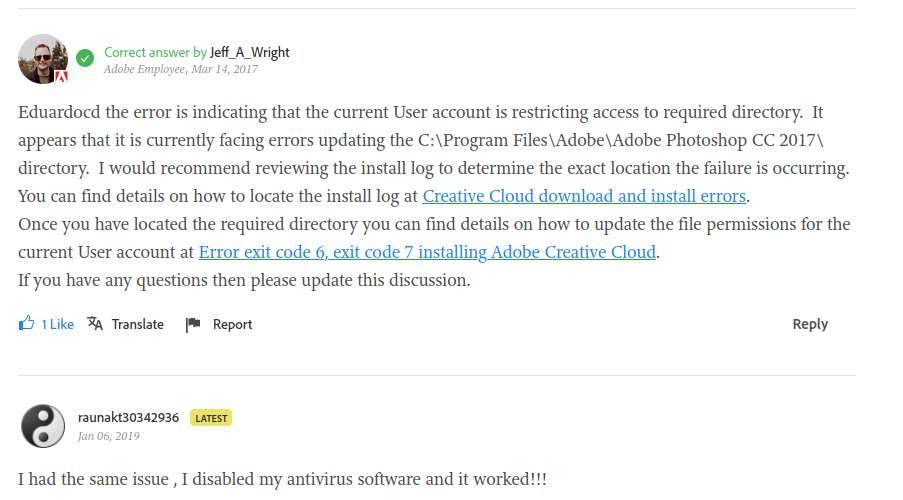 Correct answer by Jeff_A_Wright
Adobe Employee, Mar 14, 2017
Eduardocd the error is indicating that the current User account is restricting access to required directory.  It
appears that it is currently facing errors updating the C:\Program Files\Adobe\Adobe Photoshop CC 2017\
directory.  I would recommend reviewing the install log to determine the exact location the failure is occurring.
You can find details on how to locate the install log at Creative Cloud download and install errors.
Once you have located the required directory you can find details on how to update the file permissions for the
current User account at Error exit code 6, exit code 7 installing Adobe Creative Cloud.
If you have any questions then please update this discussion.
1 Like Translate Report Reply
raunakt30342936 LATEST
Jan 06, 2019
I had the same issue , I disabled my antivirus software and it worked!!!